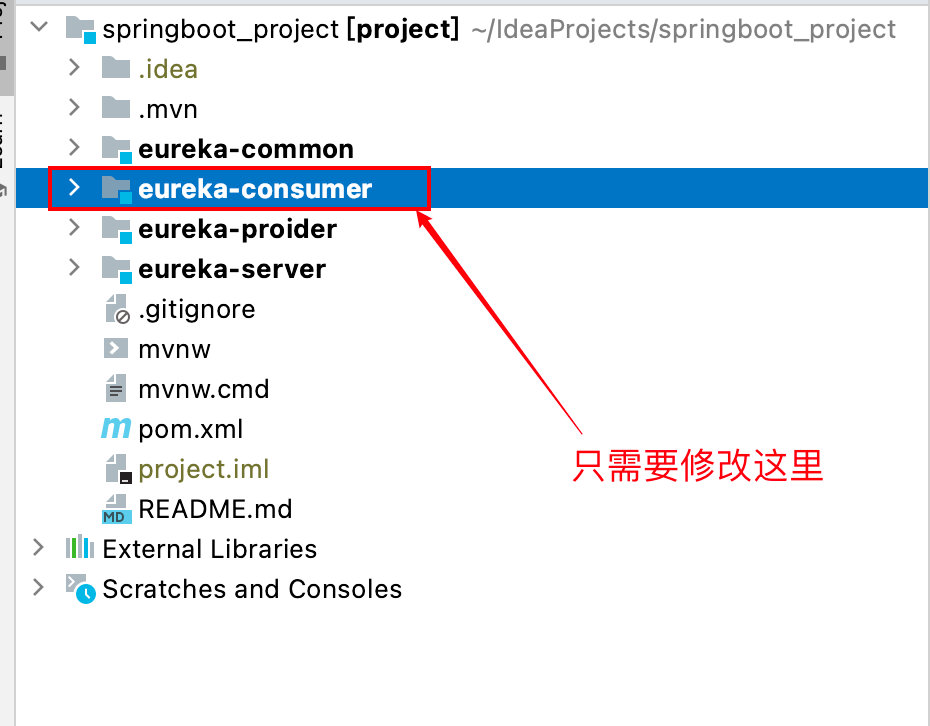 springboot_project [project] ~/IdeaProjects/springboot_project
.idea
.mvn
eureka-common
eureka-consumer
eureka-proider
eureka-server
.gitignore
mvnw
mvnw.cmd
m pom.xml
project.iml
MD README.md
External Libraries
Scratches and Consoles
只需要修改这里